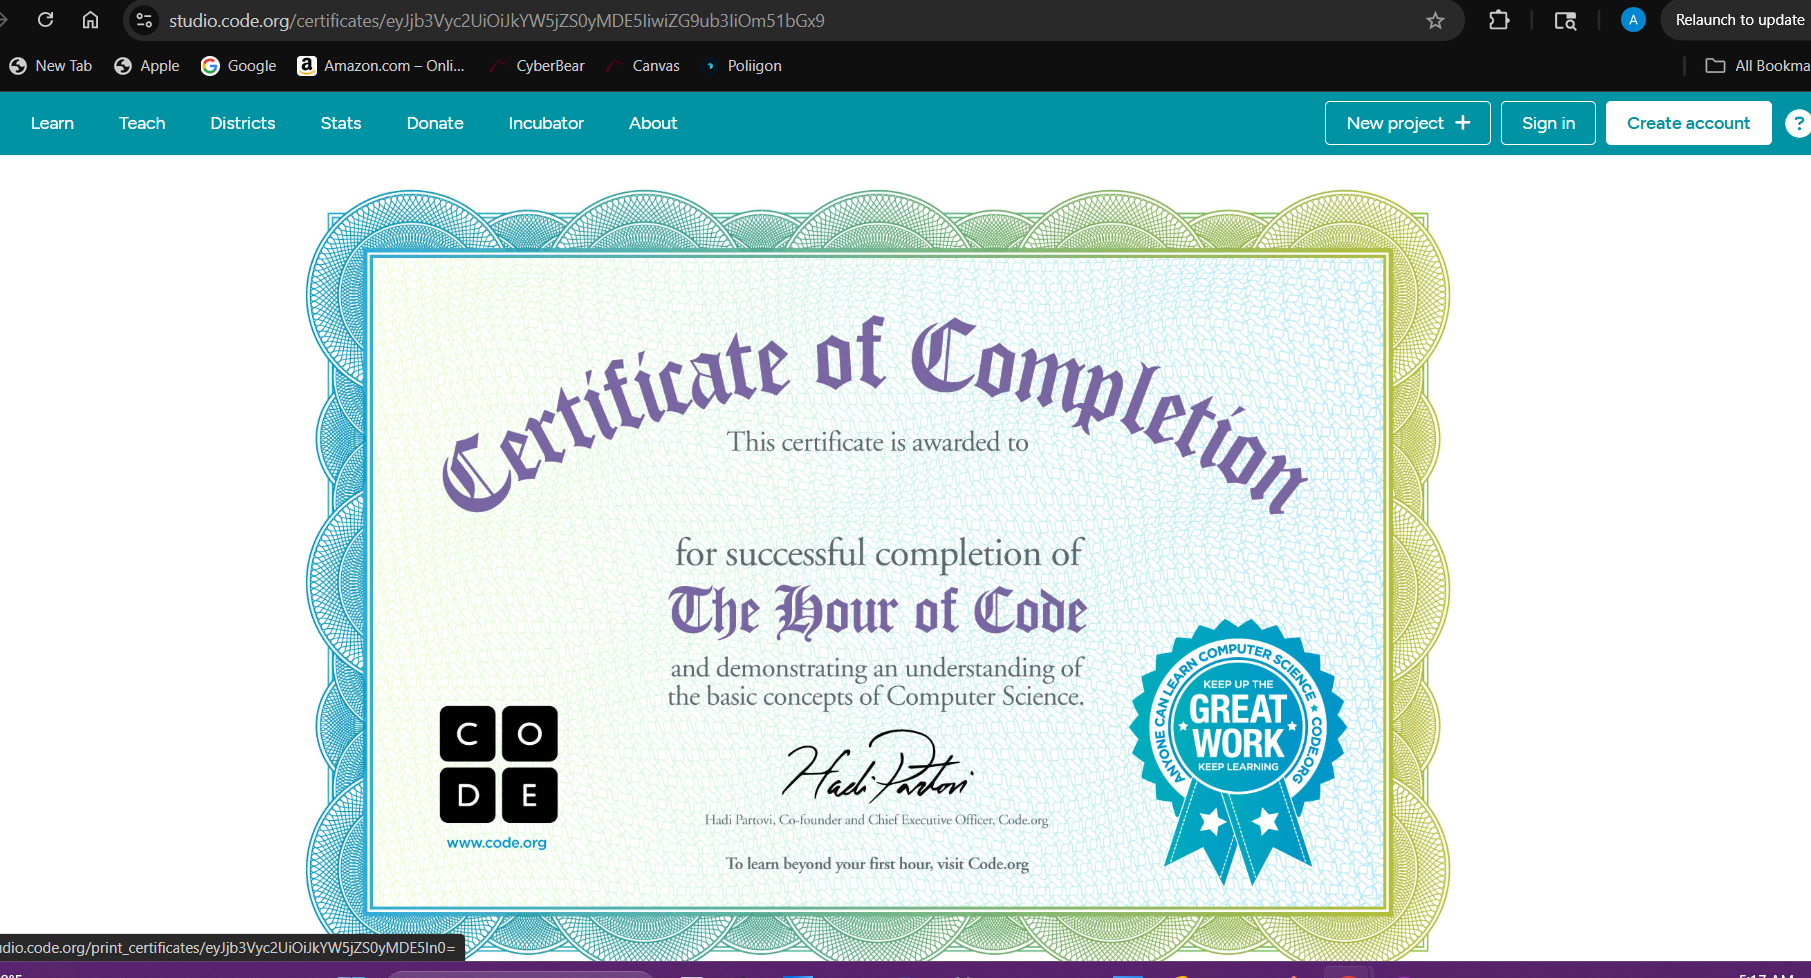 studio.code.org/certificates/eyJjb3Vyc2UiOiJkYW5jZS0yMDE5IiwiZG9ub3IiOm51bGx9
A
Relaunch to update
New Tab
Apple
Google
Amazon.com – Onli...
CyberBear
Canvas
Poliigon
All Bookma
Learn
Teach
Districts
Stats
Donate
Incubator
About
New project +
Sign in
Create account
?
Certificate of Completion
This certificate is awarded to
for successful completion of
The Hour of Code
and demonstrating an understanding of
the basic concepts of Computer Science.
C O
D E
www.code.org
Hadi Partovi
Hadi Partovi, Co-founder and Chief Executive Officer, Code.org
To learn beyond your first hour, visit Code.org
ANYONE CAN LEARN COMPUTER SCIENCE ★ CODE.ORG
KEEP UP THE
GREAT
WORK
KEEP LEARNING
udio.code.org/print_certificates/eyJjb3Vyc2UiOiJkYW5jZS0yMDE5In0=